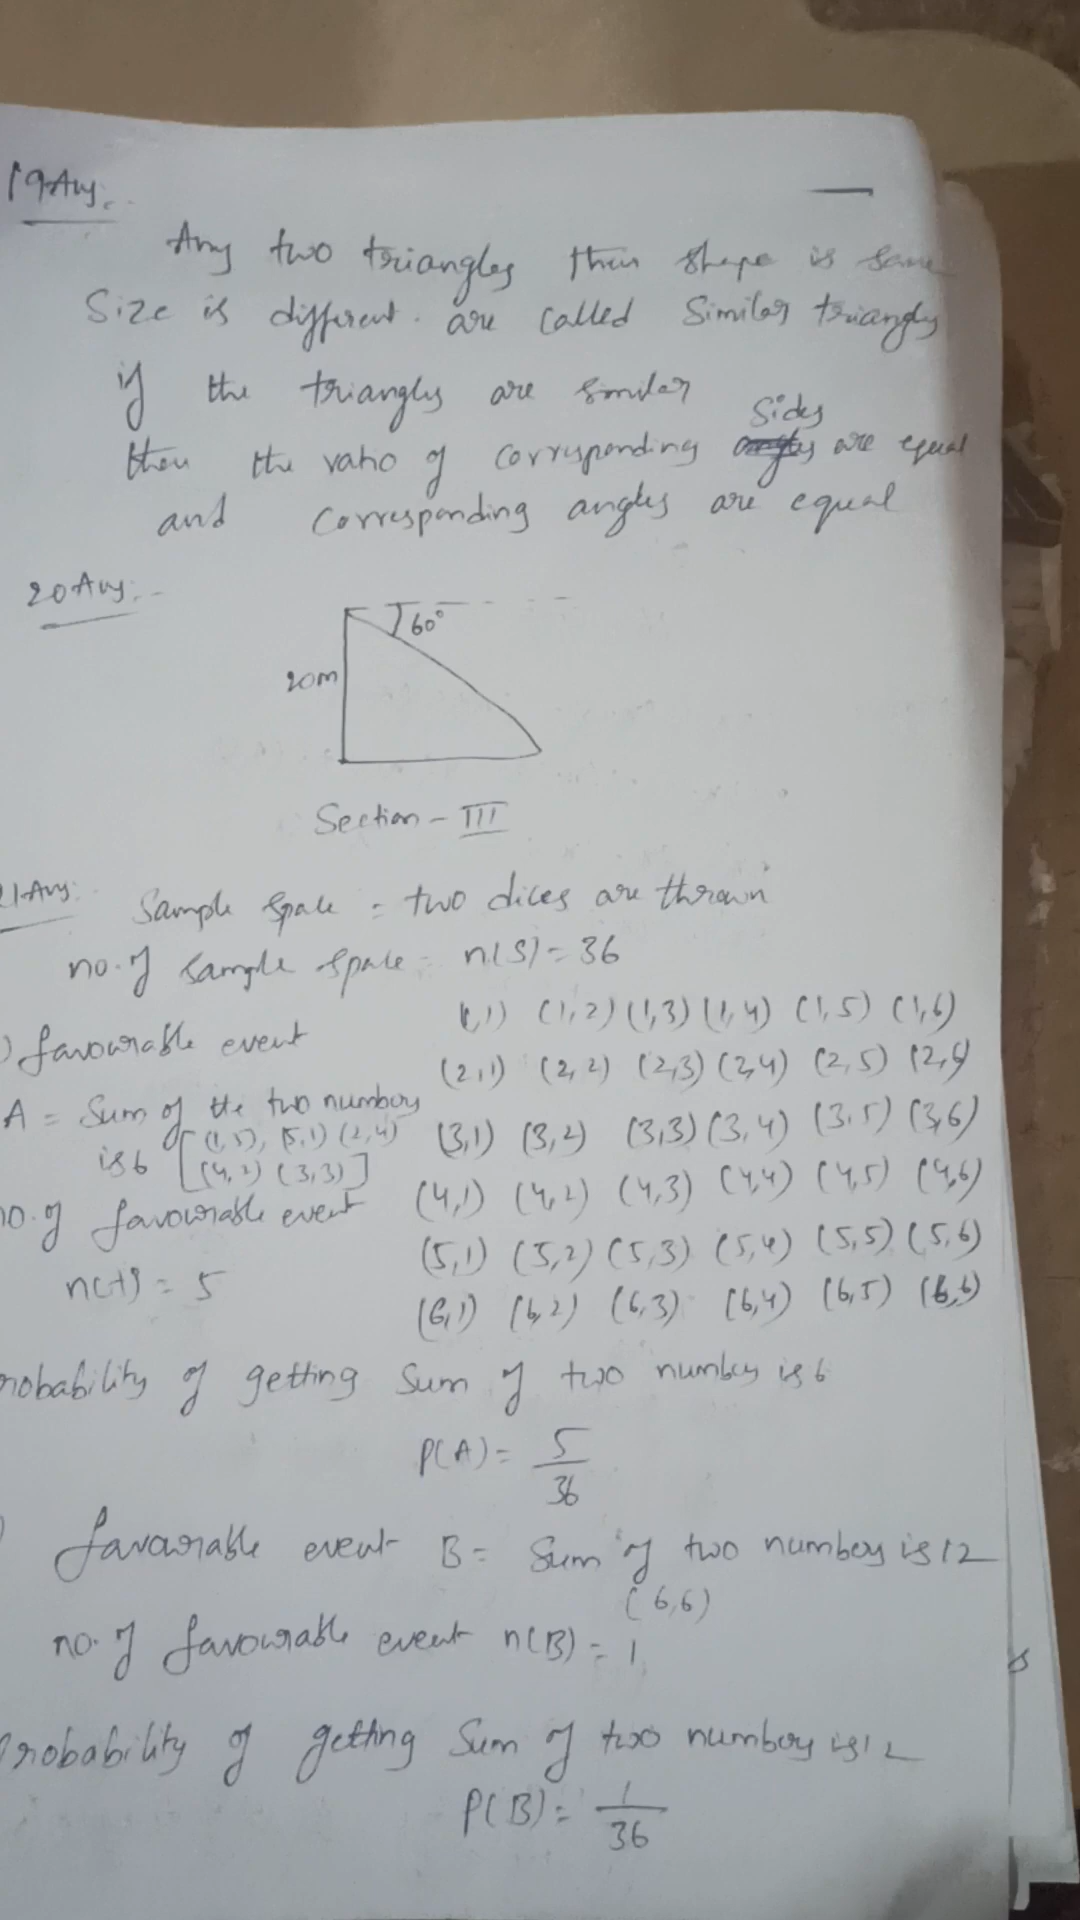 19 Ans:-
Any two triangles their shape is same
Size is different. are called Similar triangles
if the triangles are similar
Sides
then the ratio of corresponding are equal
and corresponding angles are equal
20 Ans:-
60°
20m
Section - III
21 Ans:
Sample space = two dices are thrown
no. of sample space = n(S) = 36
(1,1) (1,2) (1,3) (1,4) (1,5) (1,6)
) favourable event
(2,1) (2,2) (2,3) (2,4) (2,5) (2,6)
A = Sum of the two numbers
is 6 [(1,5), (5,1) (2,4)
(3,1) (3,2) (3,3) (3,4) (3,5) (3,6)
(4,2) (3,3)]
(4,1) (4,2) (4,3) (4,4) (4,5) (4,6)
no. of favourable event
(5,1) (5,2) (5,3) (5,4) (5,5) (5,6)
n(A) = 5
(6,1) (6,2) (6,3) (6,4) (6,5) (6,6)
Probability of getting sum of two numbers is 6
P(A) = 5/36
) favourable event B = Sum of two numbers is 12
(6,6)
no. of favourable event n(B) = 1
Probability of getting Sum of two numbers is 12
P(B) = 1/36